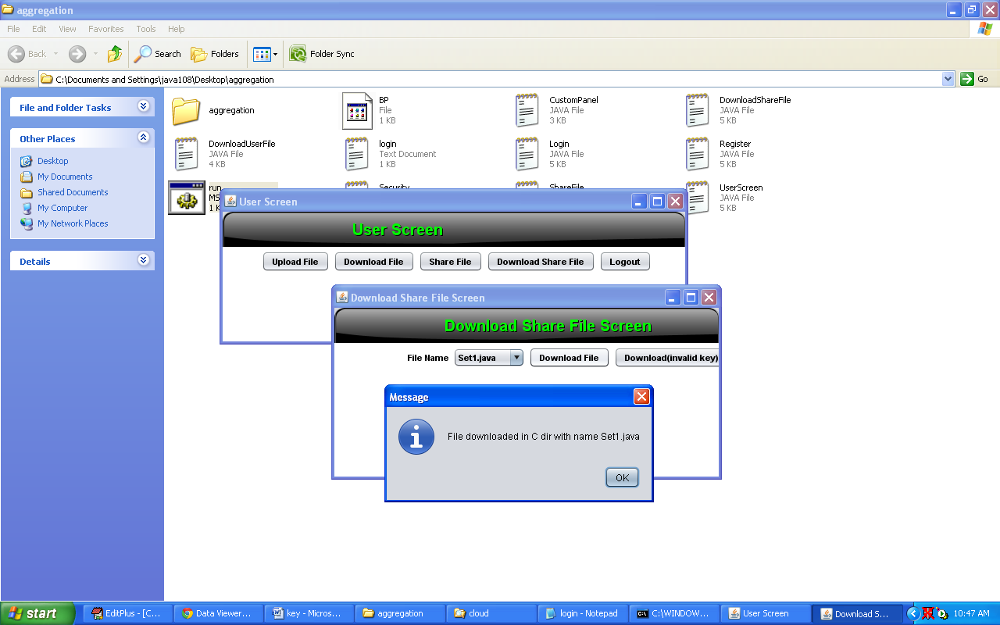 aggregation
File Edit View Favorites Tools Help
Back Search Folders Folder Sync
Address C:\Documents and Settings\java108\Desktop\aggregation Go
File and Folder Tasks
Other Places
Desktop
My Documents
Shared Documents
My Computer
My Network Places
Details
aggregation
BP
File
1 KB
CustomPanel
JAVA File
3 KB
DownloadShareFile
JAVA File
5 KB
DownloadUserFile
JAVA File
4 KB
login
Text Document
1 KB
Login
JAVA File
5 KB
Register
JAVA File
5 KB
run
MS
1 K
Security
ShareFile
UserScreen
JAVA File
5 KB
User Screen
User Screen
Upload File Download File Share File Download Share File Logout
Download Share File Screen
Download Share File Screen
File Name Set1.java Download File Download(invalid key)
Message
File downloaded in C dir with name Set1.java
OK
start EditPlus - [C... Data Viewer... key - Micros... aggregation cloud login - Notepad C:\WINDOW... User Screen Download S... 10:47 AM